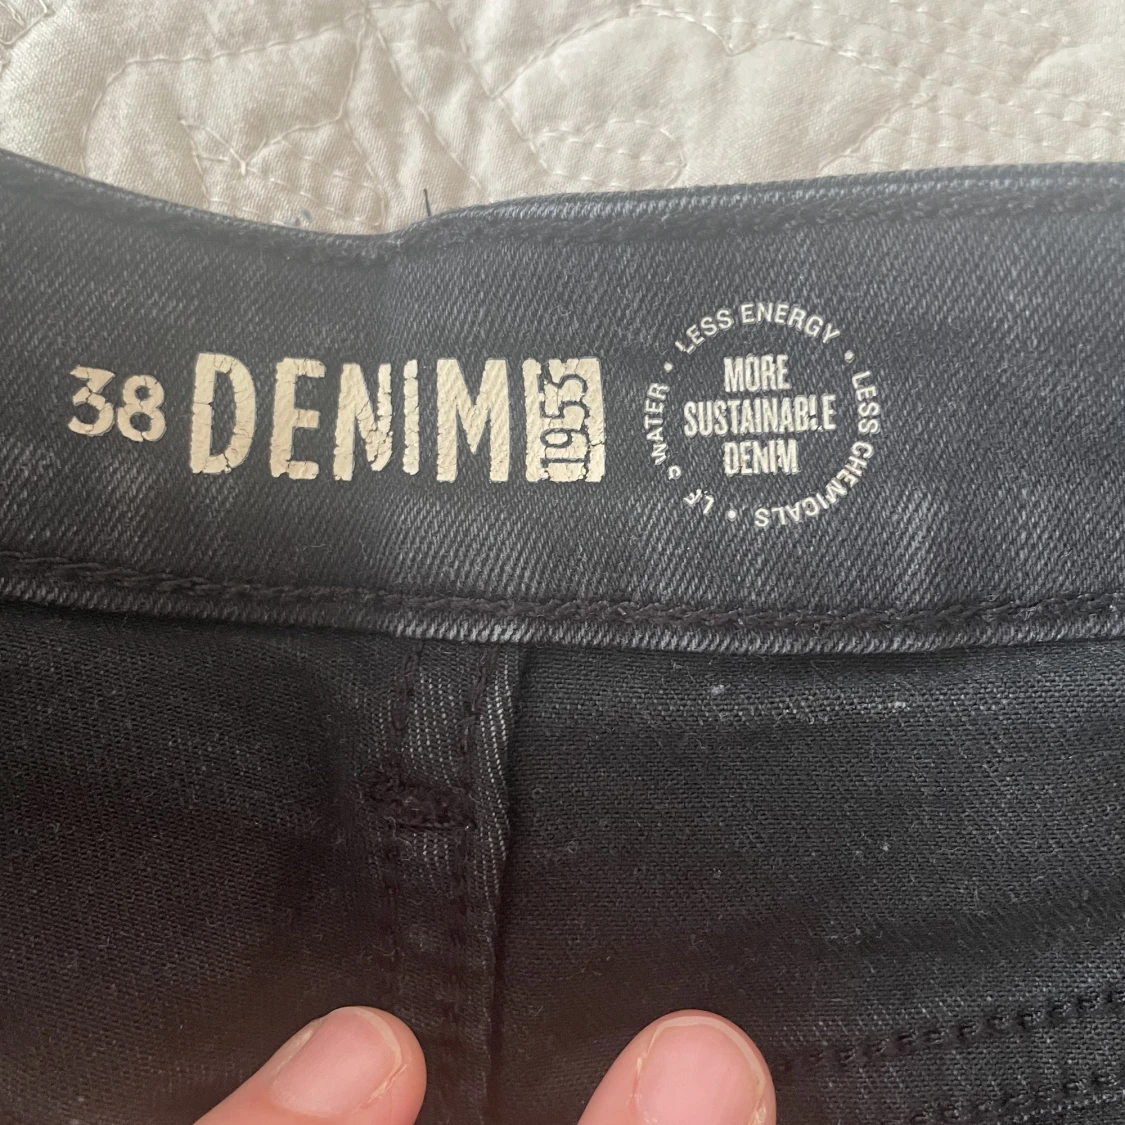 38 DENIM 1955
MORE
SUSTAINABLE
DENIM
LESS ENERGY • LESS CHEMICALS • WATER •